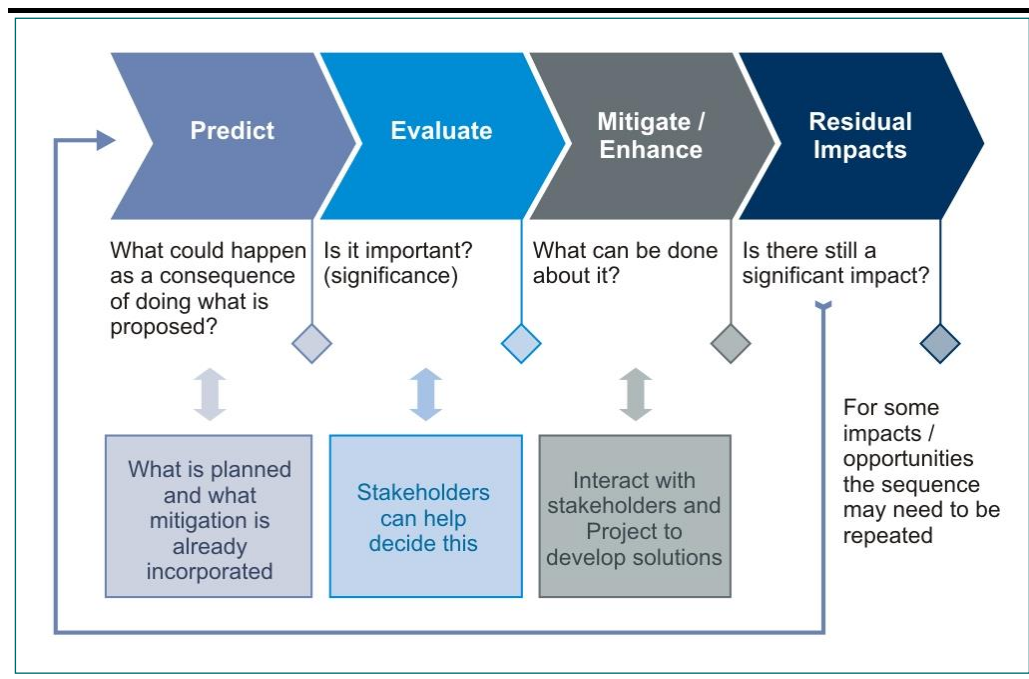 Predict
Evaluate
Mitigate /
Enhance
Residual
Impacts
What could happen
as a consequence
of doing what is
proposed?
Is it important?
(significance)
What can be done
about it?
Is there still a
significant impact?
What is planned
and what
mitigation is
already
incorporated
Stakeholders
can help
decide this
Interact with
stakeholders and
Project to
develop solutions
For some
impacts /
opportunities
the sequence
may need to be
repeated